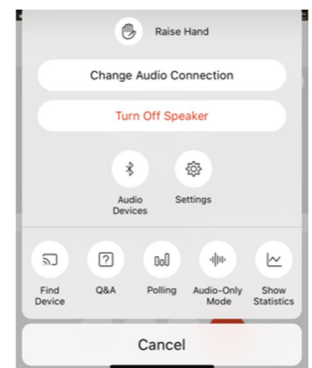 Raise Hand
Change Audio Connection
Turn Off Speaker
Audio
Devices
Settings
Find
Device
Q&A
Polling
Audio-Only
Mode
Show
Statistics
Cancel